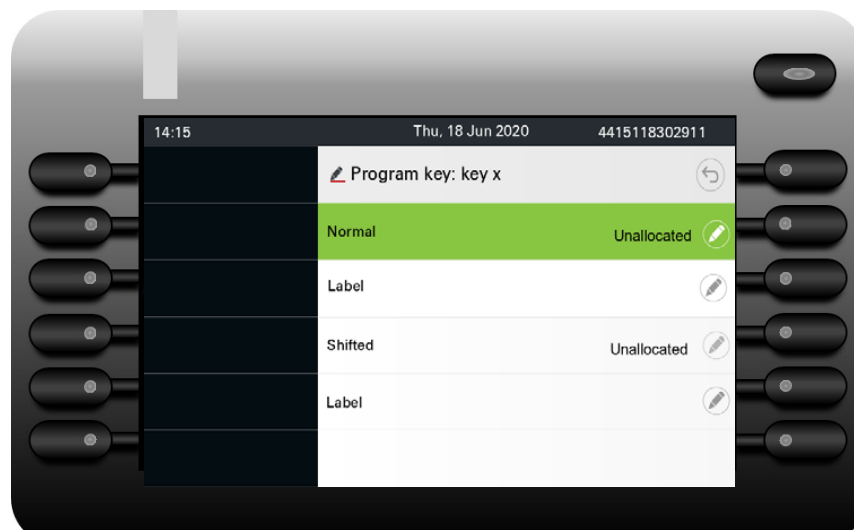 14:15 Thu, 18 Jun 2020 4415118302911
Program key: key x
Normal Unallocated
Label
Shifted Unallocated
Label